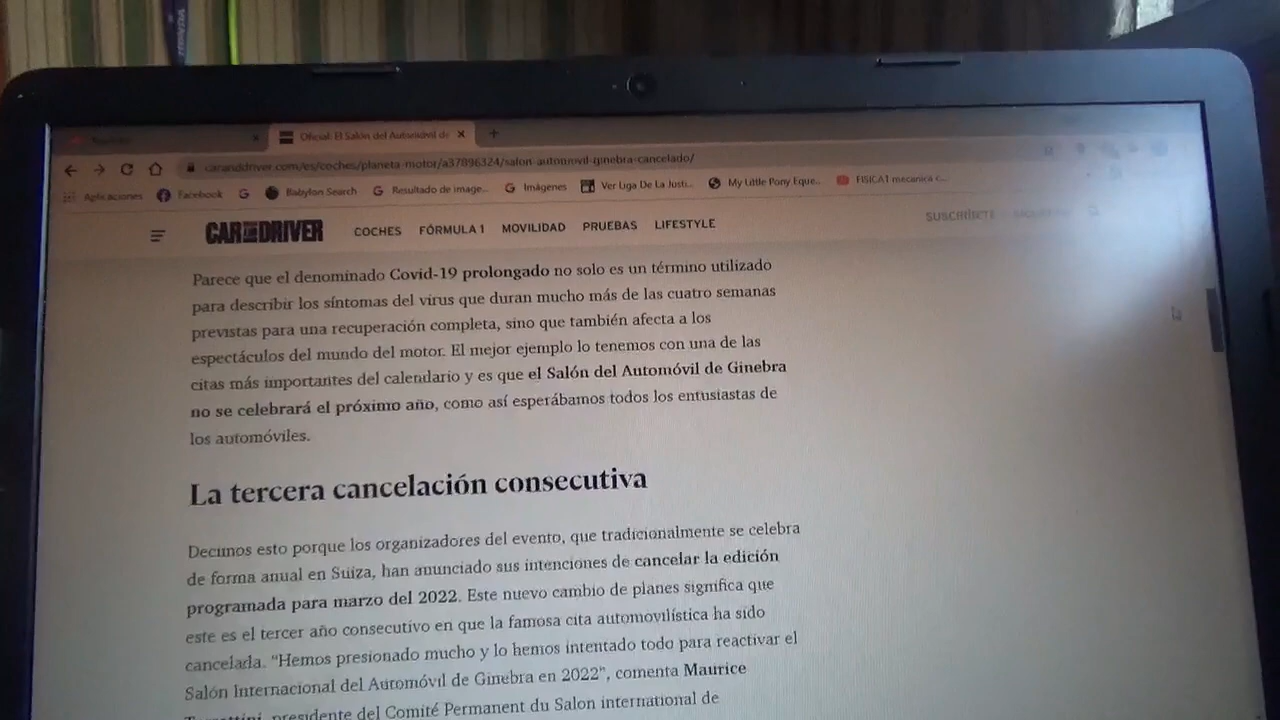 Oficial: El Salón del Automóvil de
caranddriver.com/es/coches/planeta-motor/a37896324/salon-automovil-ginebra-cancelado/
Aplicaciones Facebook Babylon Search Resultado de image... Imágenes Ver Liga De La Justi... My Little Pony Eque... FISICA1 mecanica c...
CAR AND DRIVER COCHES FÓRMULA 1 MOVILIDAD PRUEBAS LIFESTYLE SUSCRÍBETE
Parece que el denominado Covid-19 prolongado no solo es un término utilizado
para describir los síntomas del virus que duran mucho más de las cuatro semanas
previstas para una recuperación completa, sino que también afecta a los
espectáculos del mundo del motor. El mejor ejemplo lo tenemos con una de las
citas más importantes del calendario y es que el Salón del Automóvil de Ginebra
no se celebrará el próximo año, como así esperábamos todos los entusiastas de
los automóviles.
La tercera cancelación consecutiva
Decimos esto porque los organizadores del evento, que tradicionalmente se celebra
de forma anual en Suiza, han anunciado sus intenciones de cancelar la edición
programada para marzo del 2022. Este nuevo cambio de planes significa que
este es el tercer año consecutivo en que la famosa cita automovilística ha sido
cancelada. “Hemos presionado mucho y lo hemos intentado todo para reactivar el
Salón Internacional del Automóvil de Ginebra en 2022”, comenta Maurice
presidente del Comité Permanent du Salon international de